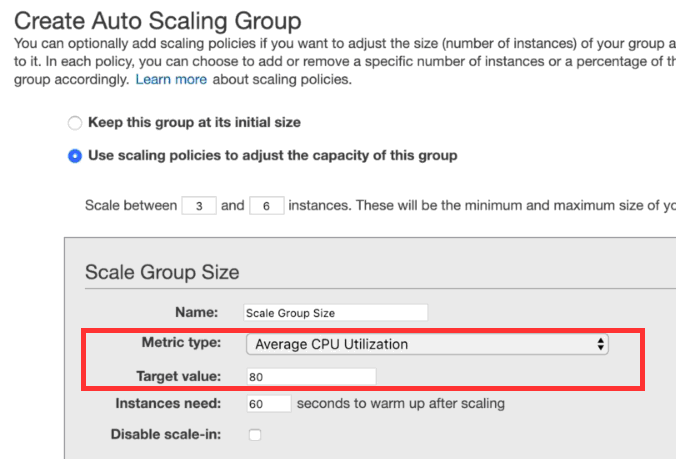 Create Auto Scaling Group
You can optionally add scaling policies if you want to adjust the size (number of instances) of your group a
to it. In each policy, you can choose to add or remove a specific number of instances or a percentage of th
group accordingly. Learn more about scaling policies.
Keep this group at its initial size
Use scaling policies to adjust the capacity of this group
Scale between 3 and 6 instances. These will be the minimum and maximum size of yo
Scale Group Size
Name: Scale Group Size
Metric type: Average CPU Utilization
Target value: 80
Instances need: 60 seconds to warm up after scaling
Disable scale-in: